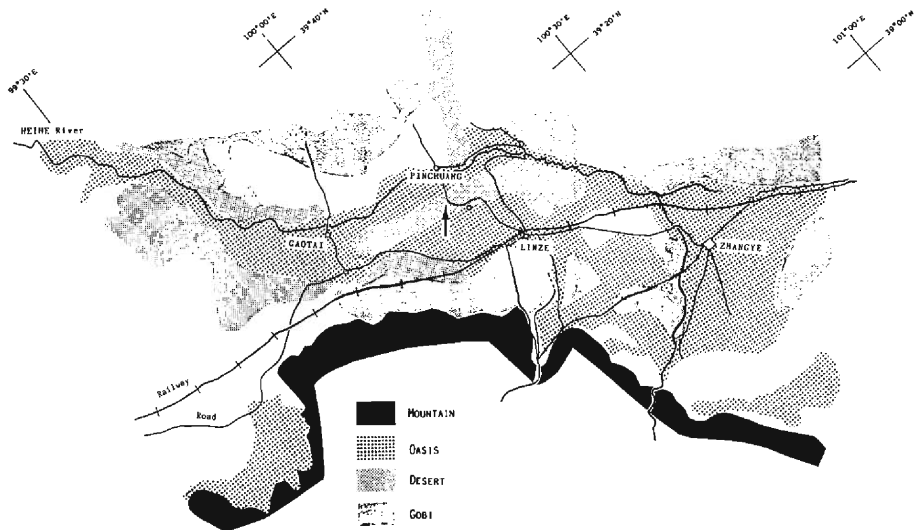 100°00'E
39°40'N
100°30'E
39°20'N
101°00'E
39°00'N
99°30'E
HEIHE River
PINCHUANG
GAOTAI
LINZE
ZHANGYE
Railway
Road
MOUNTAIN
OASIS
DESERT
GOBI